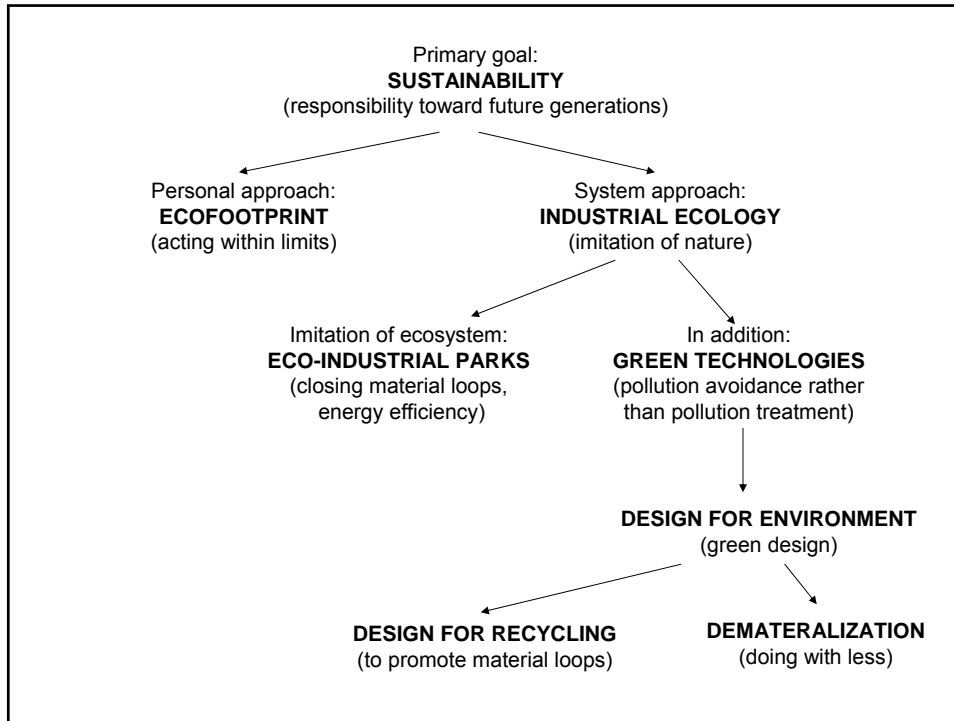 Primary goal:
SUSTAINABILITY
(responsibility toward future generations)
Personal approach:
ECOFOOTPRINT
(acting within limits)
System approach:
INDUSTRIAL ECOLOGY
(imitation of nature)
Imitation of ecosystem:
ECO-INDUSTRIAL PARKS
(closing material loops,
energy efficiency)
In addition:
GREEN TECHNOLOGIES
(pollution avoidance rather
than pollution treatment)
DESIGN FOR ENVIRONMENT
(green design)
DESIGN FOR RECYCLING
(to promote material loops)
DEMATERALIZATION
(doing with less)